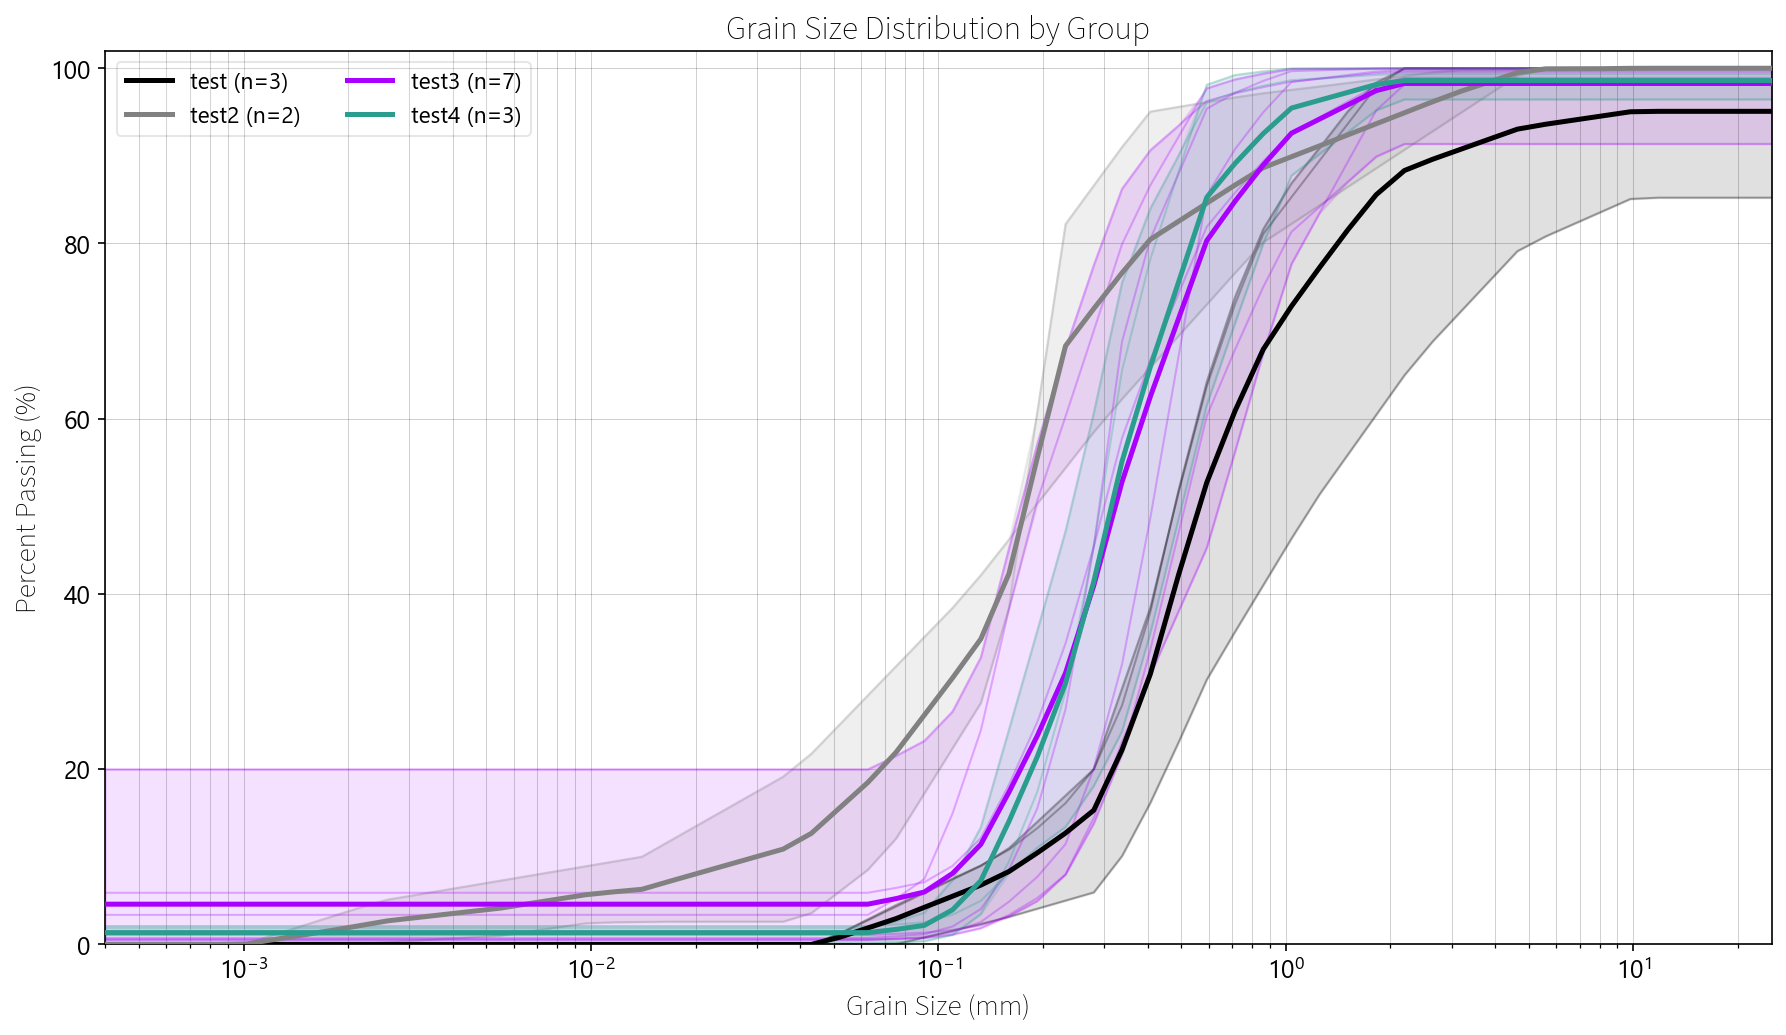 Grain Size Distribution by Group
test (n=3)
test2 (n=2)
test3 (n=7)
test4 (n=3)
Percent Passing (%)
100
80
60
40
20
0
10⁻³
10⁻²
10⁻¹
10⁰
10¹
Grain Size (mm)